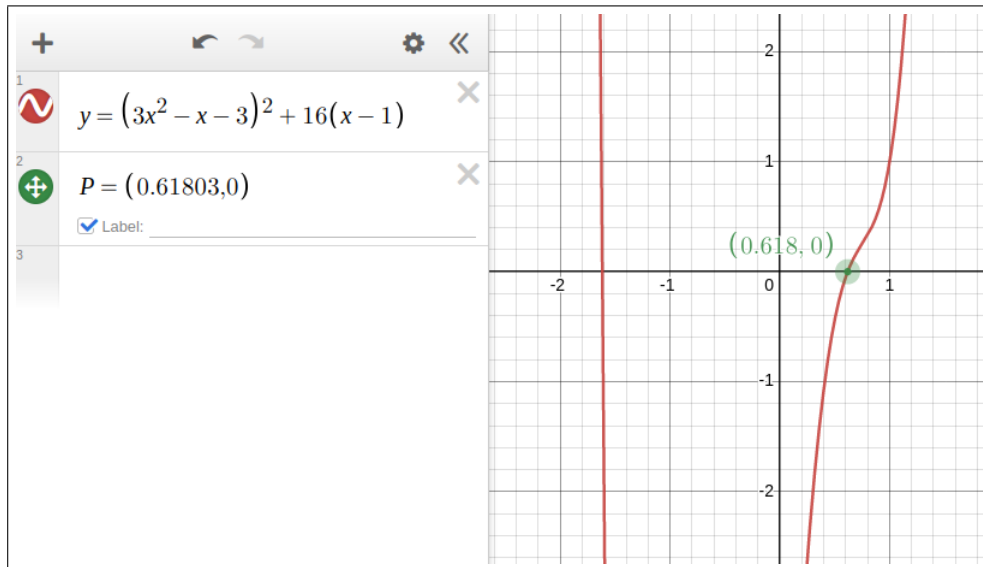 1
y = (3x² − x − 3)² + 16(x − 1)
2
P = (0.61803,0)
Label:
3
2
1
(0.618, 0)
-2 -1 0 1
-1
-2